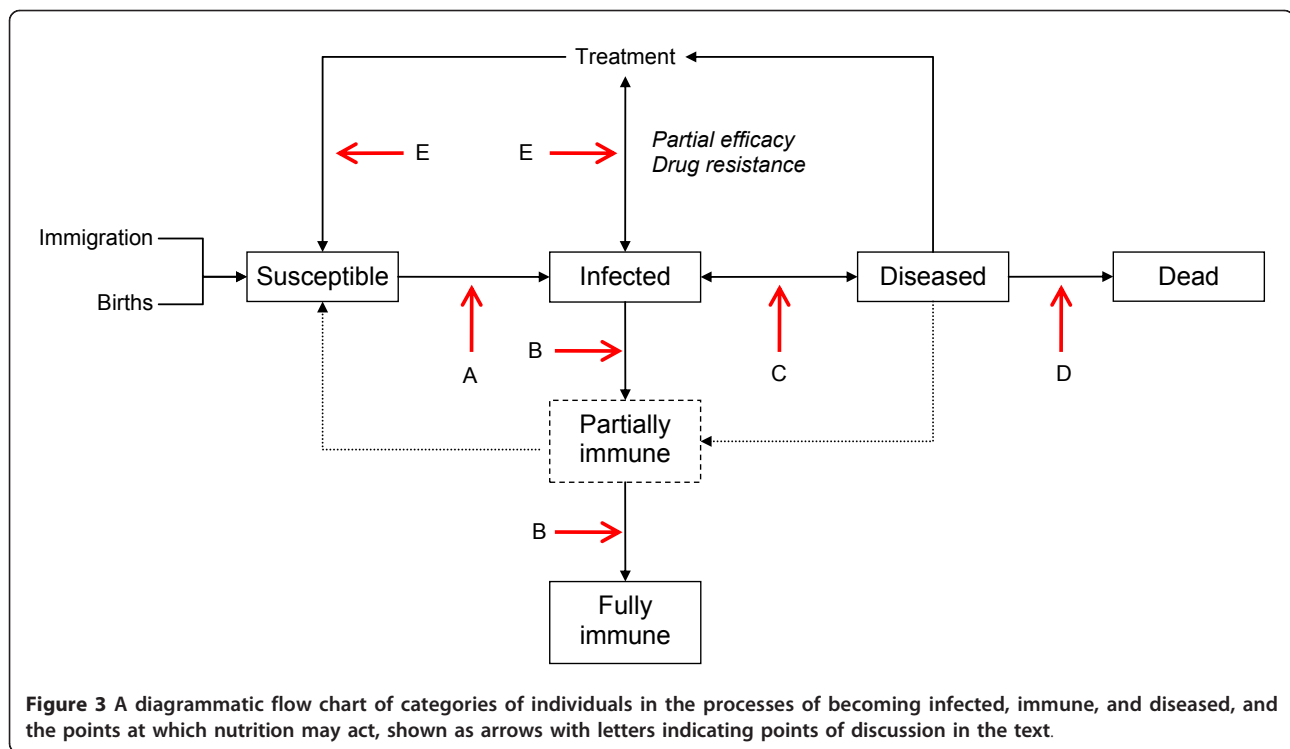 Treatment
E
E
Partial efficacy
Drug resistance
Immigration
Births
Susceptible
Infected
Diseased
Dead
A
B
C
D
Partially
immune
B
Fully
immune
Figure 3 A diagrammatic flow chart of categories of individuals in the processes of becoming infected, immune, and diseased, and
the points at which nutrition may act, shown as arrows with letters indicating points of discussion in the text.